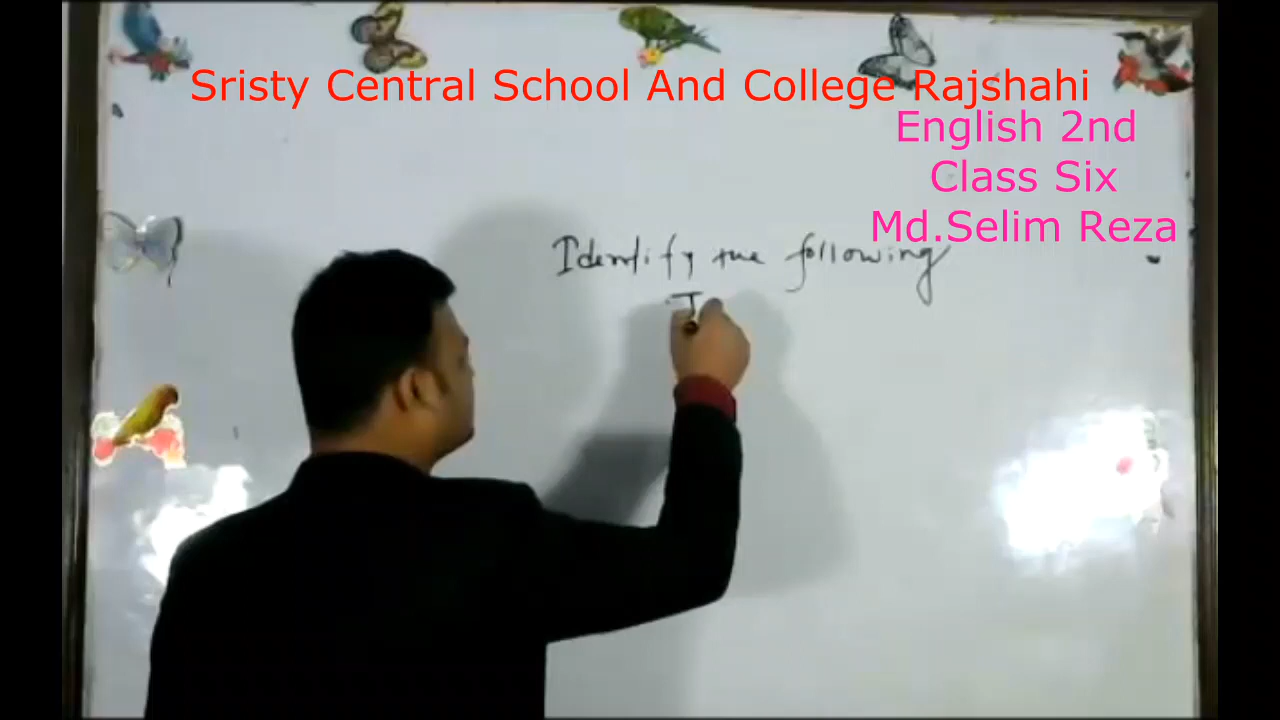 Sristy Central School And College Rajshahi
English 2nd
Class Six
Md.Selim Reza
Identify the following
T